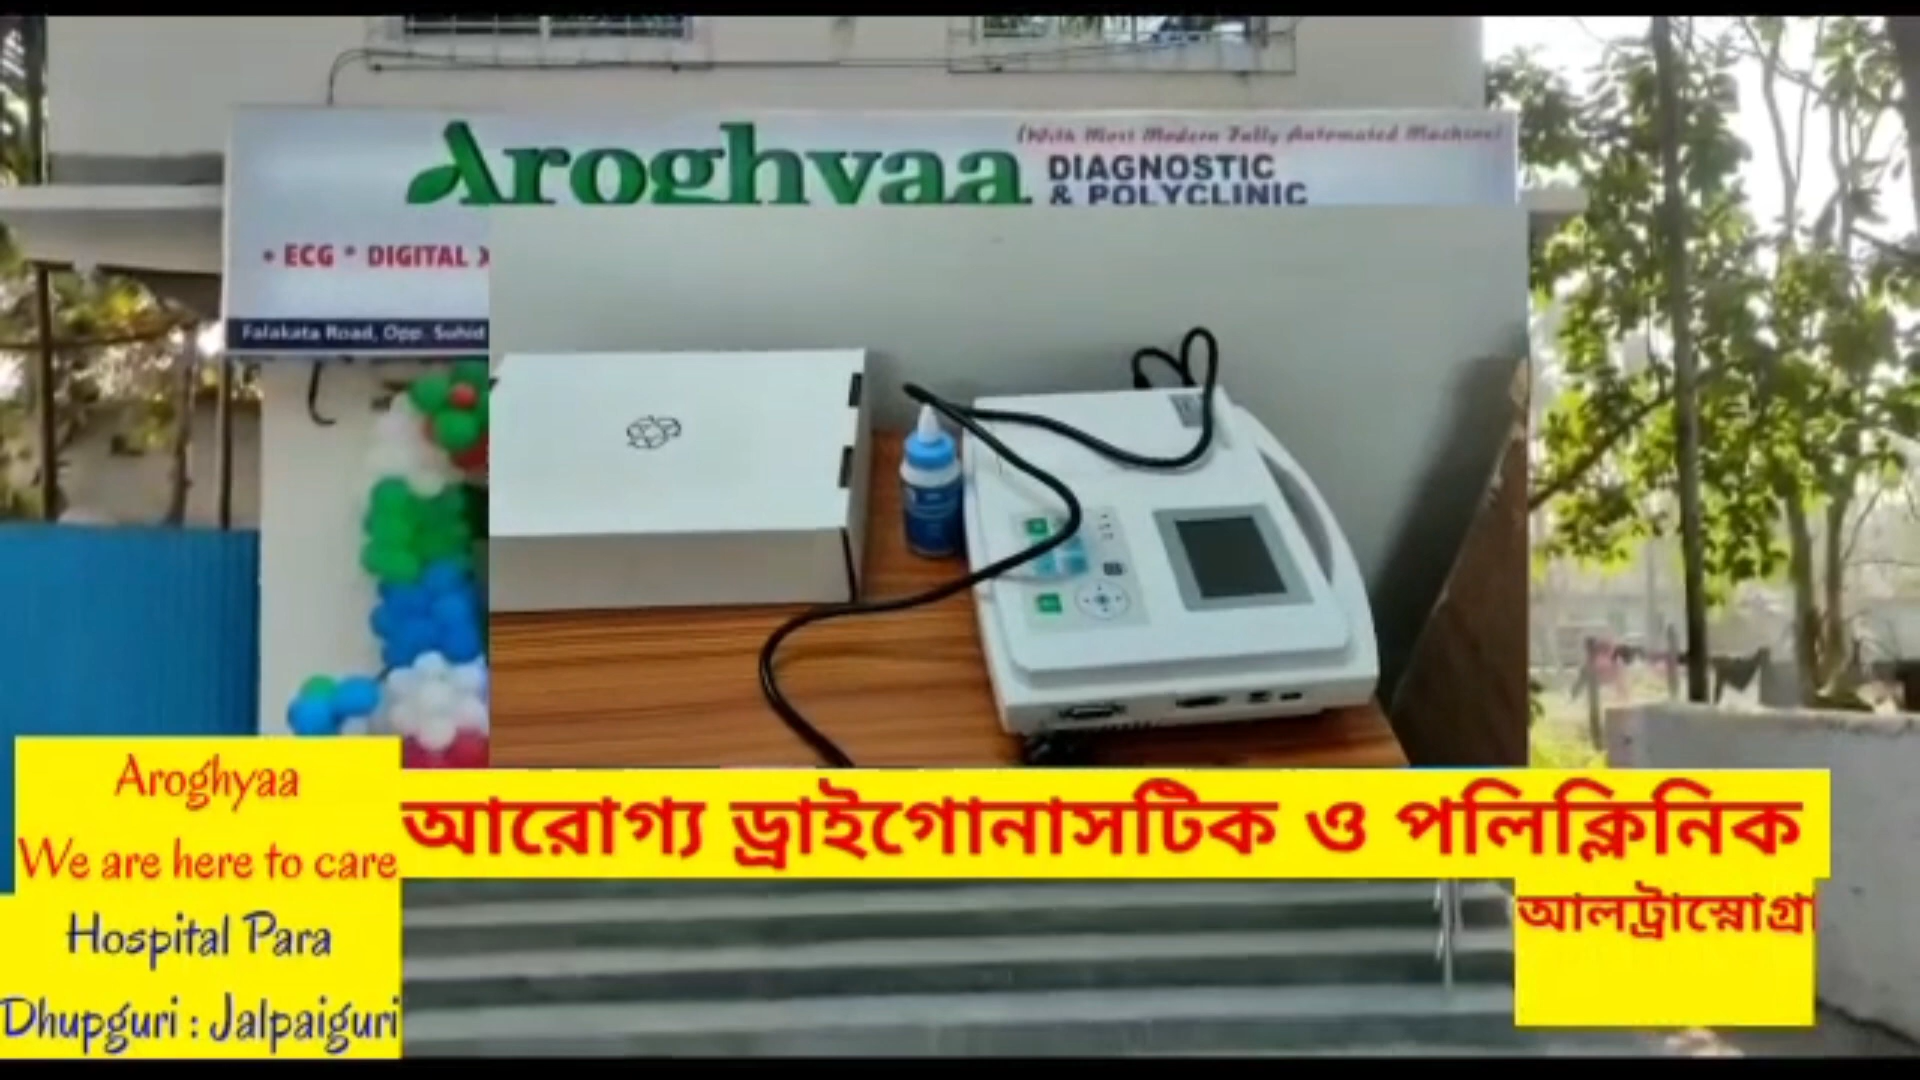 Aroghyaa
(With Most Modern Fully Automated Machine)
DIAGNOSTIC
& POLYCLINIC
• ECG * DIGITAL X
Falakata Road, Opp. Suhid
Aroghyaa
We are here to care
Hospital Para
Dhupguri : Jalpaiguri
আরোগ্য ড্রাইগোনাসটিক ও পলিক্লিনিক
আলট্রাস্নোগ্রা